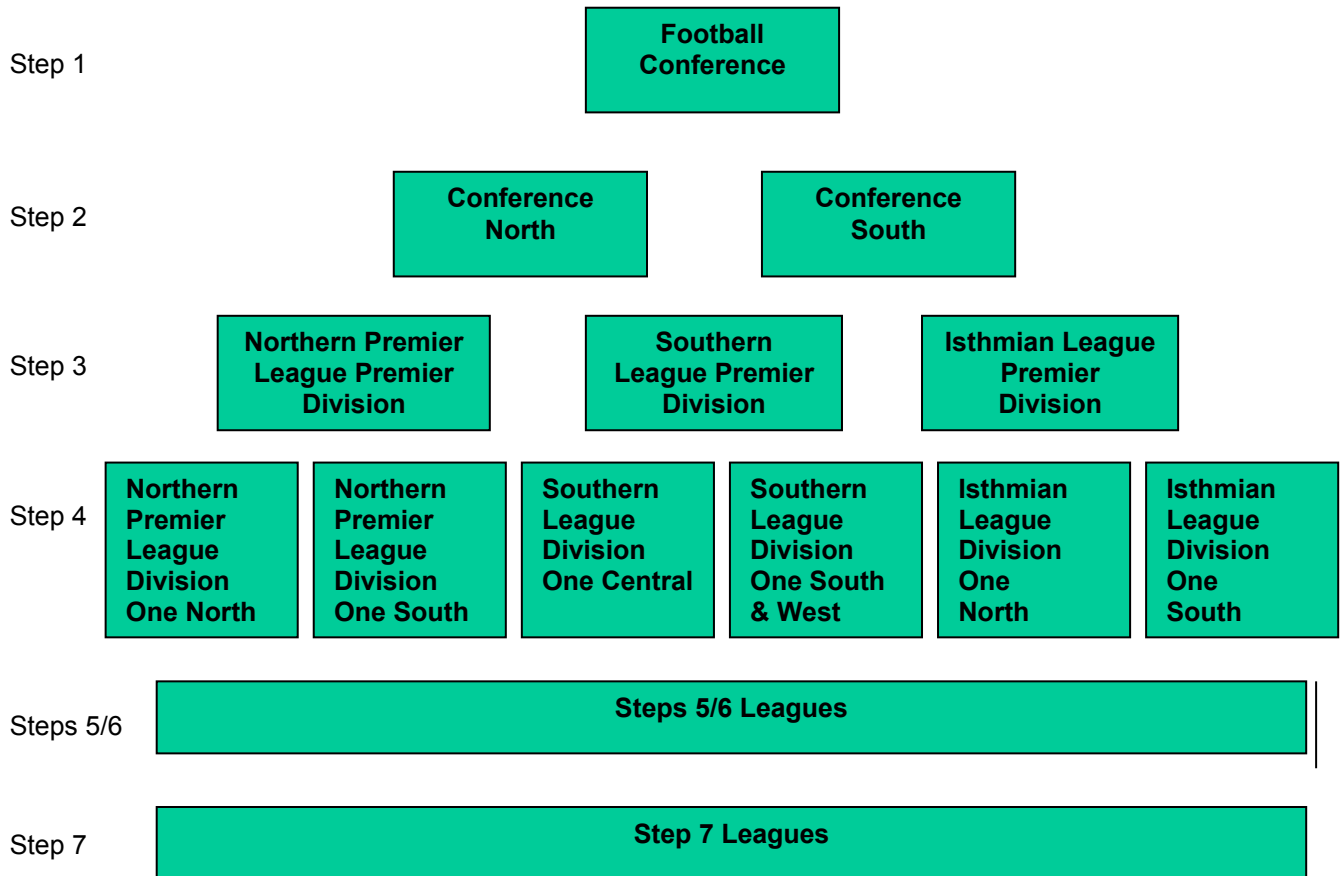 Step 1
Football
Conference
Step 2
Conference
North
Conference
South
Step 3
Northern Premier
League Premier
Division
Southern
League Premier
Division
Isthmian League
Premier
Division
Step 4
Northern
Premier
League
Division
One North
Northern
Premier
League
Division
One South
Southern
League
Division
One Central
Southern
League
Division
One South
& West
Isthmian
League
Division
One
North
Isthmian
League
Division
One
South
Steps 5/6
Steps 5/6 Leagues
Step 7
Step 7 Leagues